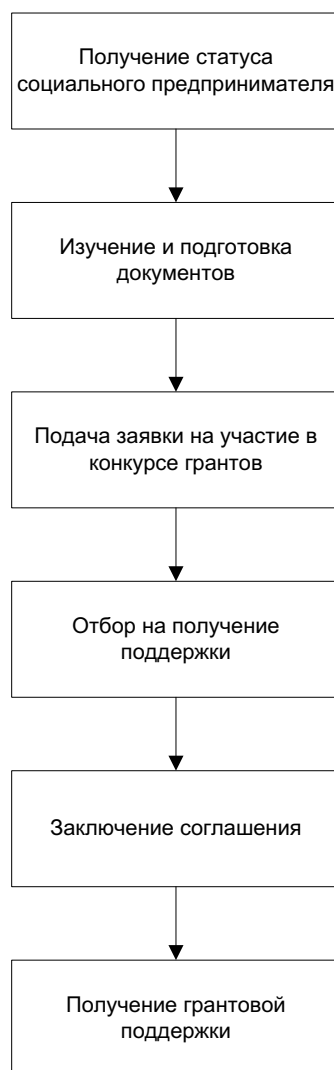 Получение статуса
социального предпринимателя
Изучение и подготовка
документов
Подача заявки на участие в
конкурсе грантов
Отбор на получение
поддержки
Заключение соглашения
Получение грантовой
поддержки